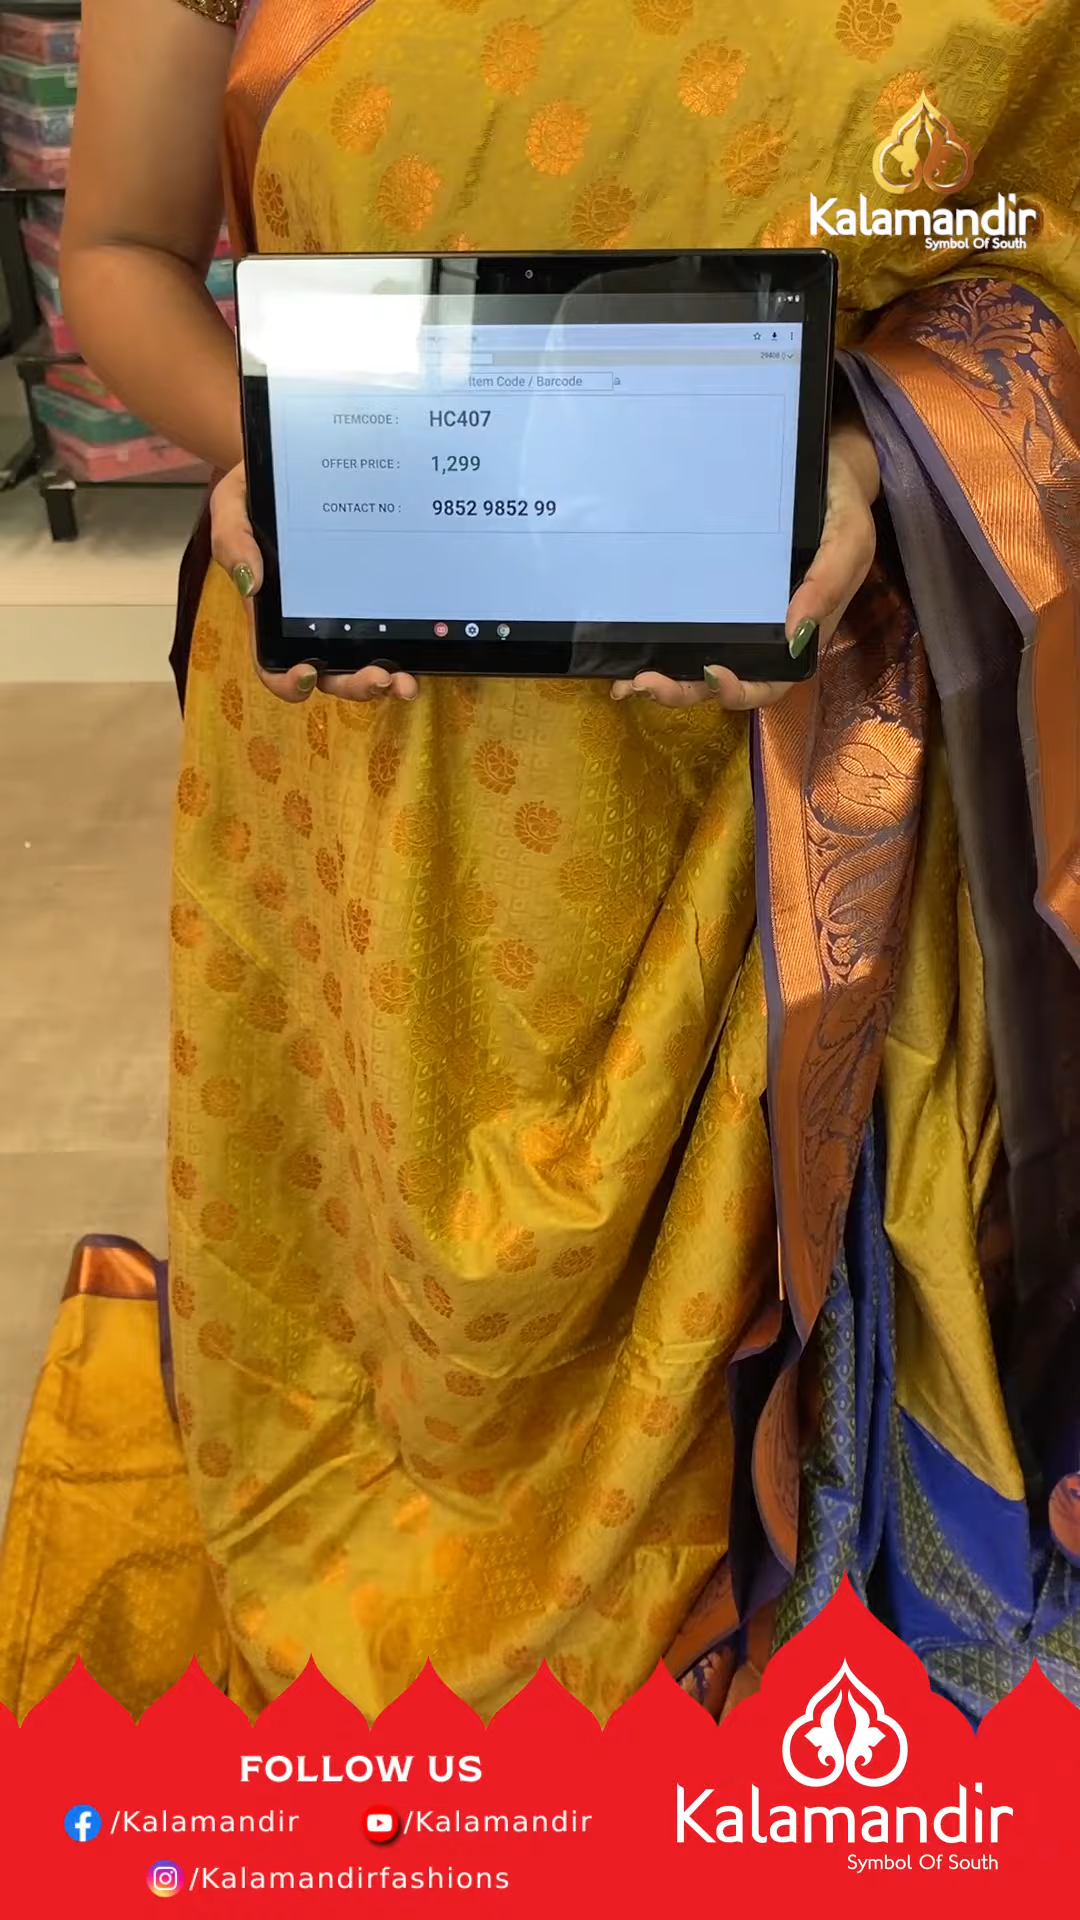 Kalamandir
Symbol Of South
29408 ()
Item Code / Barcode a
ITEMCODE : HC407
OFFER PRICE : 1,299
CONTACT NO : 9852 9852 99
FOLLOW US
/Kalamandir /Kalamandir
/Kalamandirfashions
Kalamandir
Symbol Of South